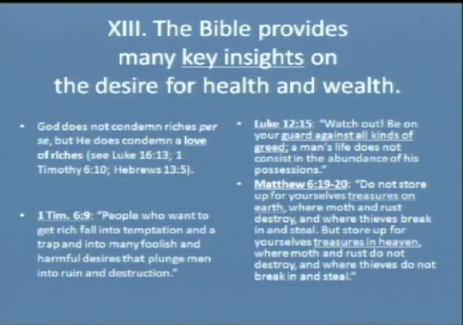 XIII. The Bible provides
many key insights on
the desire for health and wealth.
• God does not condemn riches per
se, but He does condemn a love
of riches (see Luke 16:13; 1
Timothy 6:10; Hebrews 13:5).
• 1 Tim. 6:9: “People who want to
get rich fall into temptation and a
trap and into many foolish and
harmful desires that plunge men
into ruin and destruction.”
• Luke 12:15: “Watch out! Be on
your guard against all kinds of
greed; a man’s life does not
consist in the abundance of his
possessions.”
• Matthew 6:19-20: “Do not store
up for yourselves treasures on
earth, where moth and rust
destroy, and where thieves break
in and steal. But store up for
yourselves treasures in heaven,
where moth and rust do not
destroy, and where thieves do not
break in and steal.”